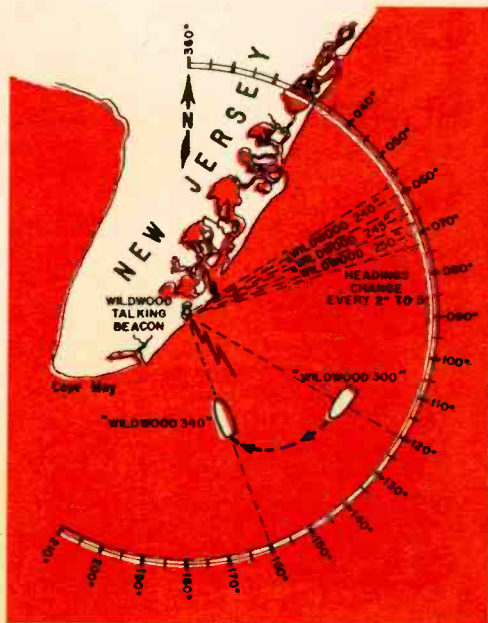 360°
N
NEW JERSEY
040°
050°
060°
070°
080°
090°
100°
110°
120°
130°
140°
150°
190°
170°
180°
190°
200°
210°
"WILDWOOD 240"
"WILDWOOD 245"
"WILDWOOD 250"
HEADINGS
CHANGE
EVERY 2° TO 5°
WILDWOOD
TALKING
BEACON
Cape May
"WILDWOOD 300"
"WILDWOOD 340"